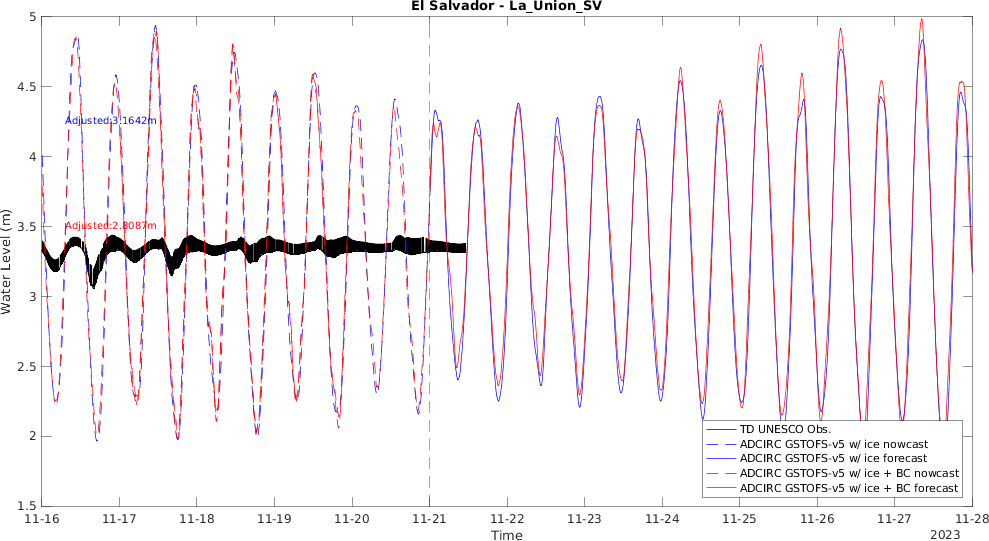 El Salvador - La_Union_SV
5
4.5
4
3.5
3
2.5
2
1.5
Water Level (m)
Adjusted:3.1642m
Adjusted:2.8087m
TD UNESCO Obs.
ADCIRC GSTOFS-v5 w/ ice nowcast
ADCIRC GSTOFS-v5 w/ ice forecast
ADCIRC GSTOFS-v5 w/ ice + BC nowcast
ADCIRC GSTOFS-v5 w/ ice + BC forecast
11-16 11-17 11-18 11-19 11-20 11-21 11-22 11-23 11-24 11-25 11-26 11-27 11-28
Time
2023